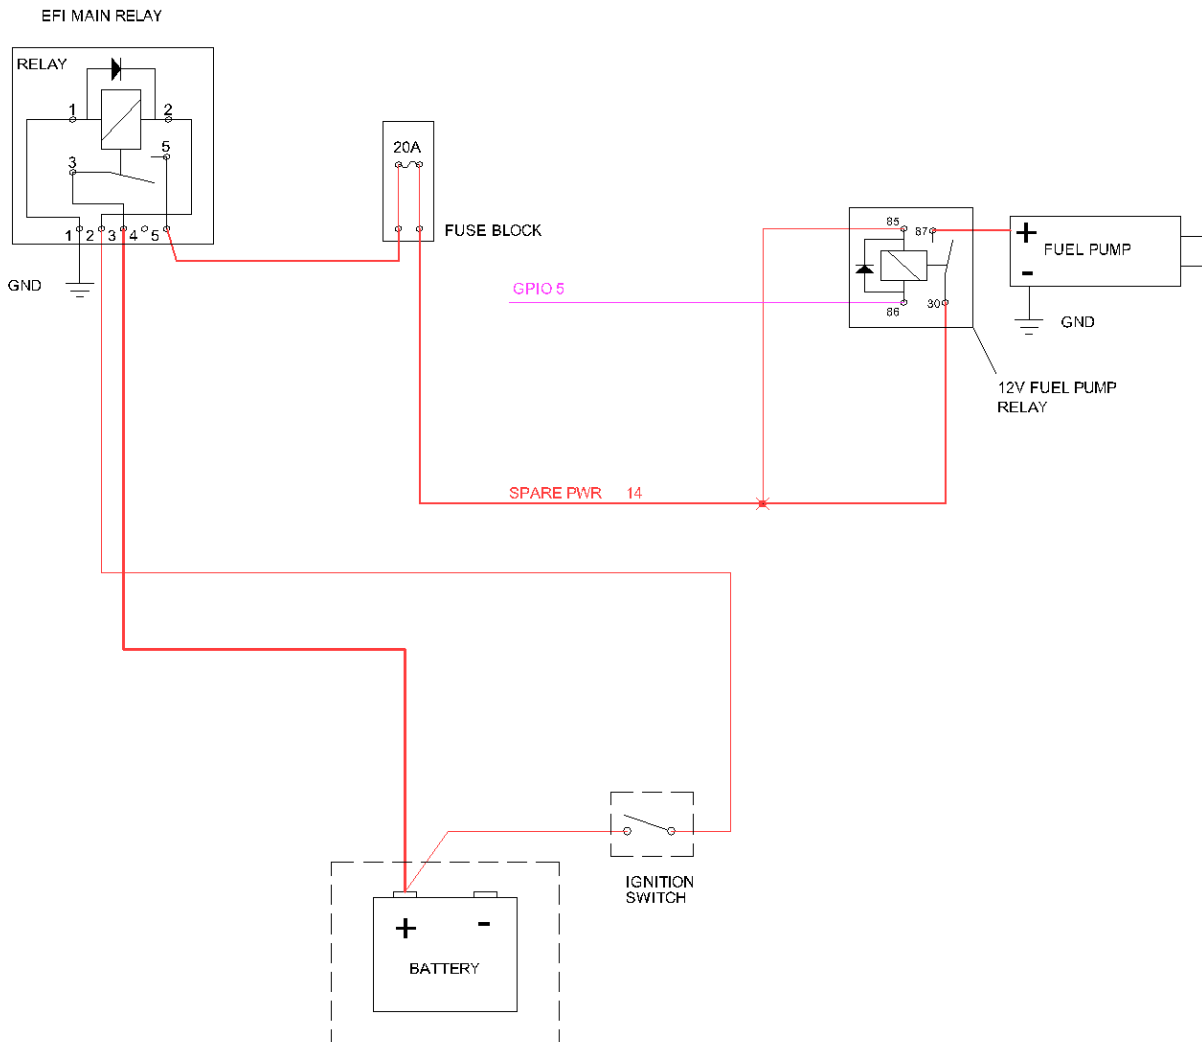 EFI MAIN RELAY
RELAY
1
2
5
3
1 2 3 4 5
GND
20A
FUSE BLOCK
85
87
86
30
+
FUEL PUMP
-
GND
GPIO 5
12V FUEL PUMP
RELAY
SPARE PWR 14
IGNITION
SWITCH
+ -
BATTERY